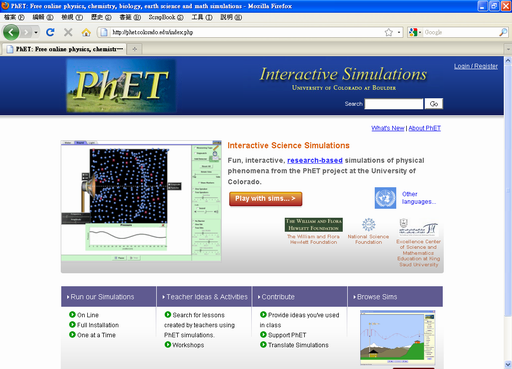 PhET: Free online physics, chemistry, biology, earth science and math simulations - Mozilla Firefox
檔案 (F) 編輯 (E) 檢視 (V) 歷史 (S) 書籤 (B) ScrapBook (C) 工具 (T) 說明 (H)
http://phet.colorado.edu/index.php
Google
PhET: Free online physics, chemistr
Login / Register
PhET
Interactive Simulations
University of Colorado at Boulder
Search Go
What's New | About PhET
Interactive Science Simulations
Fun, interactive, research-based simulations of physical
phenomena from the PhET project at the University of
Colorado.
Play with sims... >
Other
languages...
The William and Flora
Hewlett Foundation
The William and Flora
Hewlett Foundation
National Science
Foundation
Excellence Center
of Science and
Mathematics
Education at King
Saud University
Run our Simulations
On Line
Full Installation
One at a Time
Teacher Ideas & Activities
Search for lessons
created by teachers using
PhET simulations.
Workshops
Contribute
Provide ideas you've used
in class
Support PhET
Translate Simulations
Browse Sims